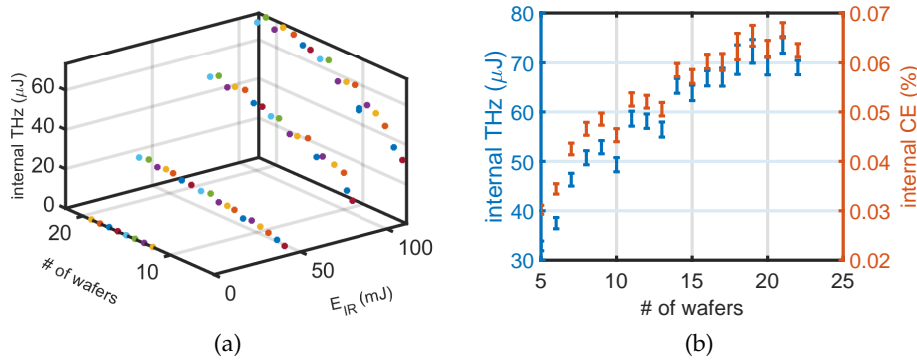 internal THz (μJ)
60
40
20
0
20
10
# of wafers
0
50
100
E_IR (mJ)
(a)
internal THz (μJ)
80
70
60
50
40
30
0.07
0.06
0.05
0.04
0.03
0.02
internal CE (%)
5 10 15 20 25
# of wafers
(b)